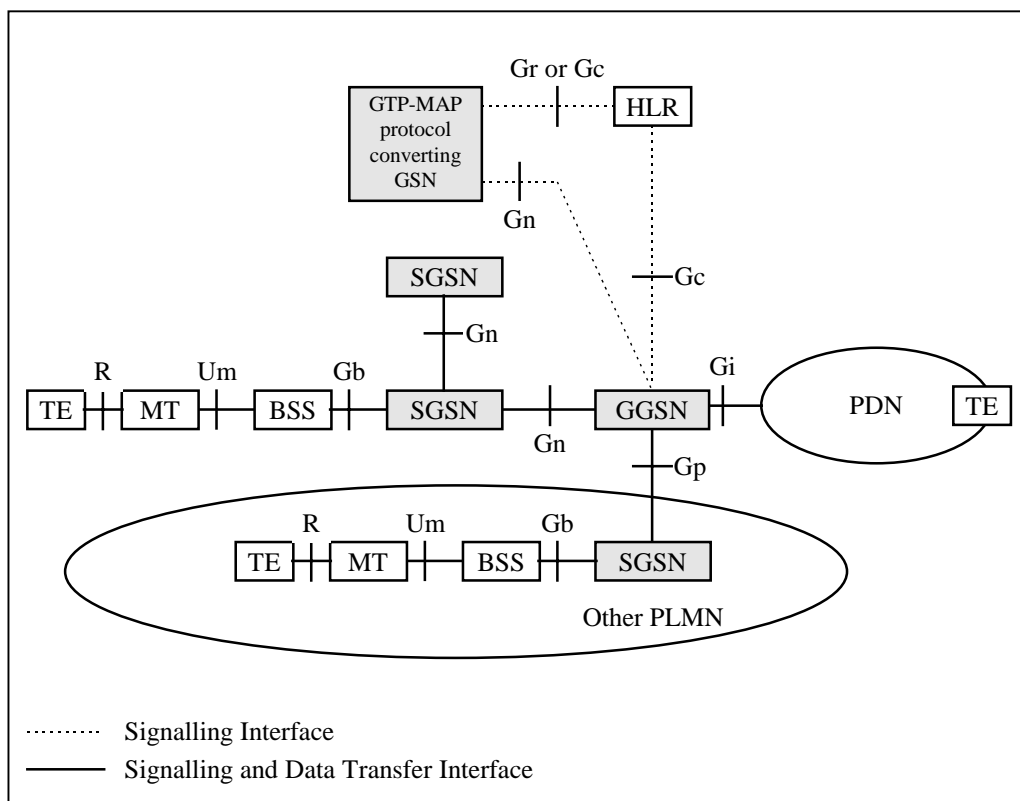 Gr or Gc
GTP-MAP
protocol
converting
GSN
HLR
Gn
SGSN
Gc
Gn
R
Um
Gb
Gi
TE
MT
BSS
SGSN
GGSN
PDN
TE
Gn
Gp
R
Um
Gb
TE
MT
BSS
SGSN
Other PLMN
Signalling Interface
Signalling and Data Transfer Interface